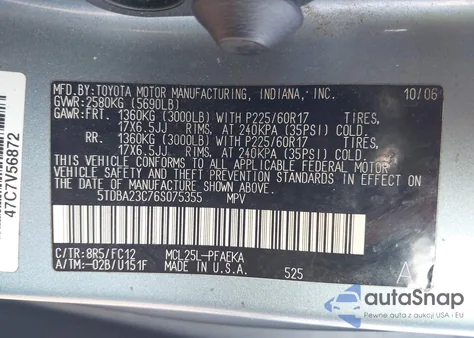 MFD.BY:TOYOTA MOTOR MANUFACTURING, INDIANA, INC. 10/06
GVWR:2580KG (5690LB)
GAWR:FRT. 1360KG (3000LB) WITH P225/60R17 TIRES,
17X6.5JJ RIMS, AT 240KPA (35PSI) COLD.
RR. 1360KG (3000LB) WITH P225/60R17 TIRES,
17X6.5JJ RIMS, AT 240KPA (35PSI) COLD.
THIS VEHICLE CONFORMS TO ALL APPLICABLE FEDERAL MOTOR
VEHICLE SAFETY AND THEFT PREVENTION STANDARDS IN
EFFECT ON THE DATE OF MANUFACTURE SHOWN ABOVE.
5TDBA23C76S075355 MPV
C/TR: 8R5/FC12 MCL25L-PFAEKA
A/TM: -02B/U151F MADE IN U.S.A. 525
47C7V56872
autoSnap
Pewne auta z USA i Kanady